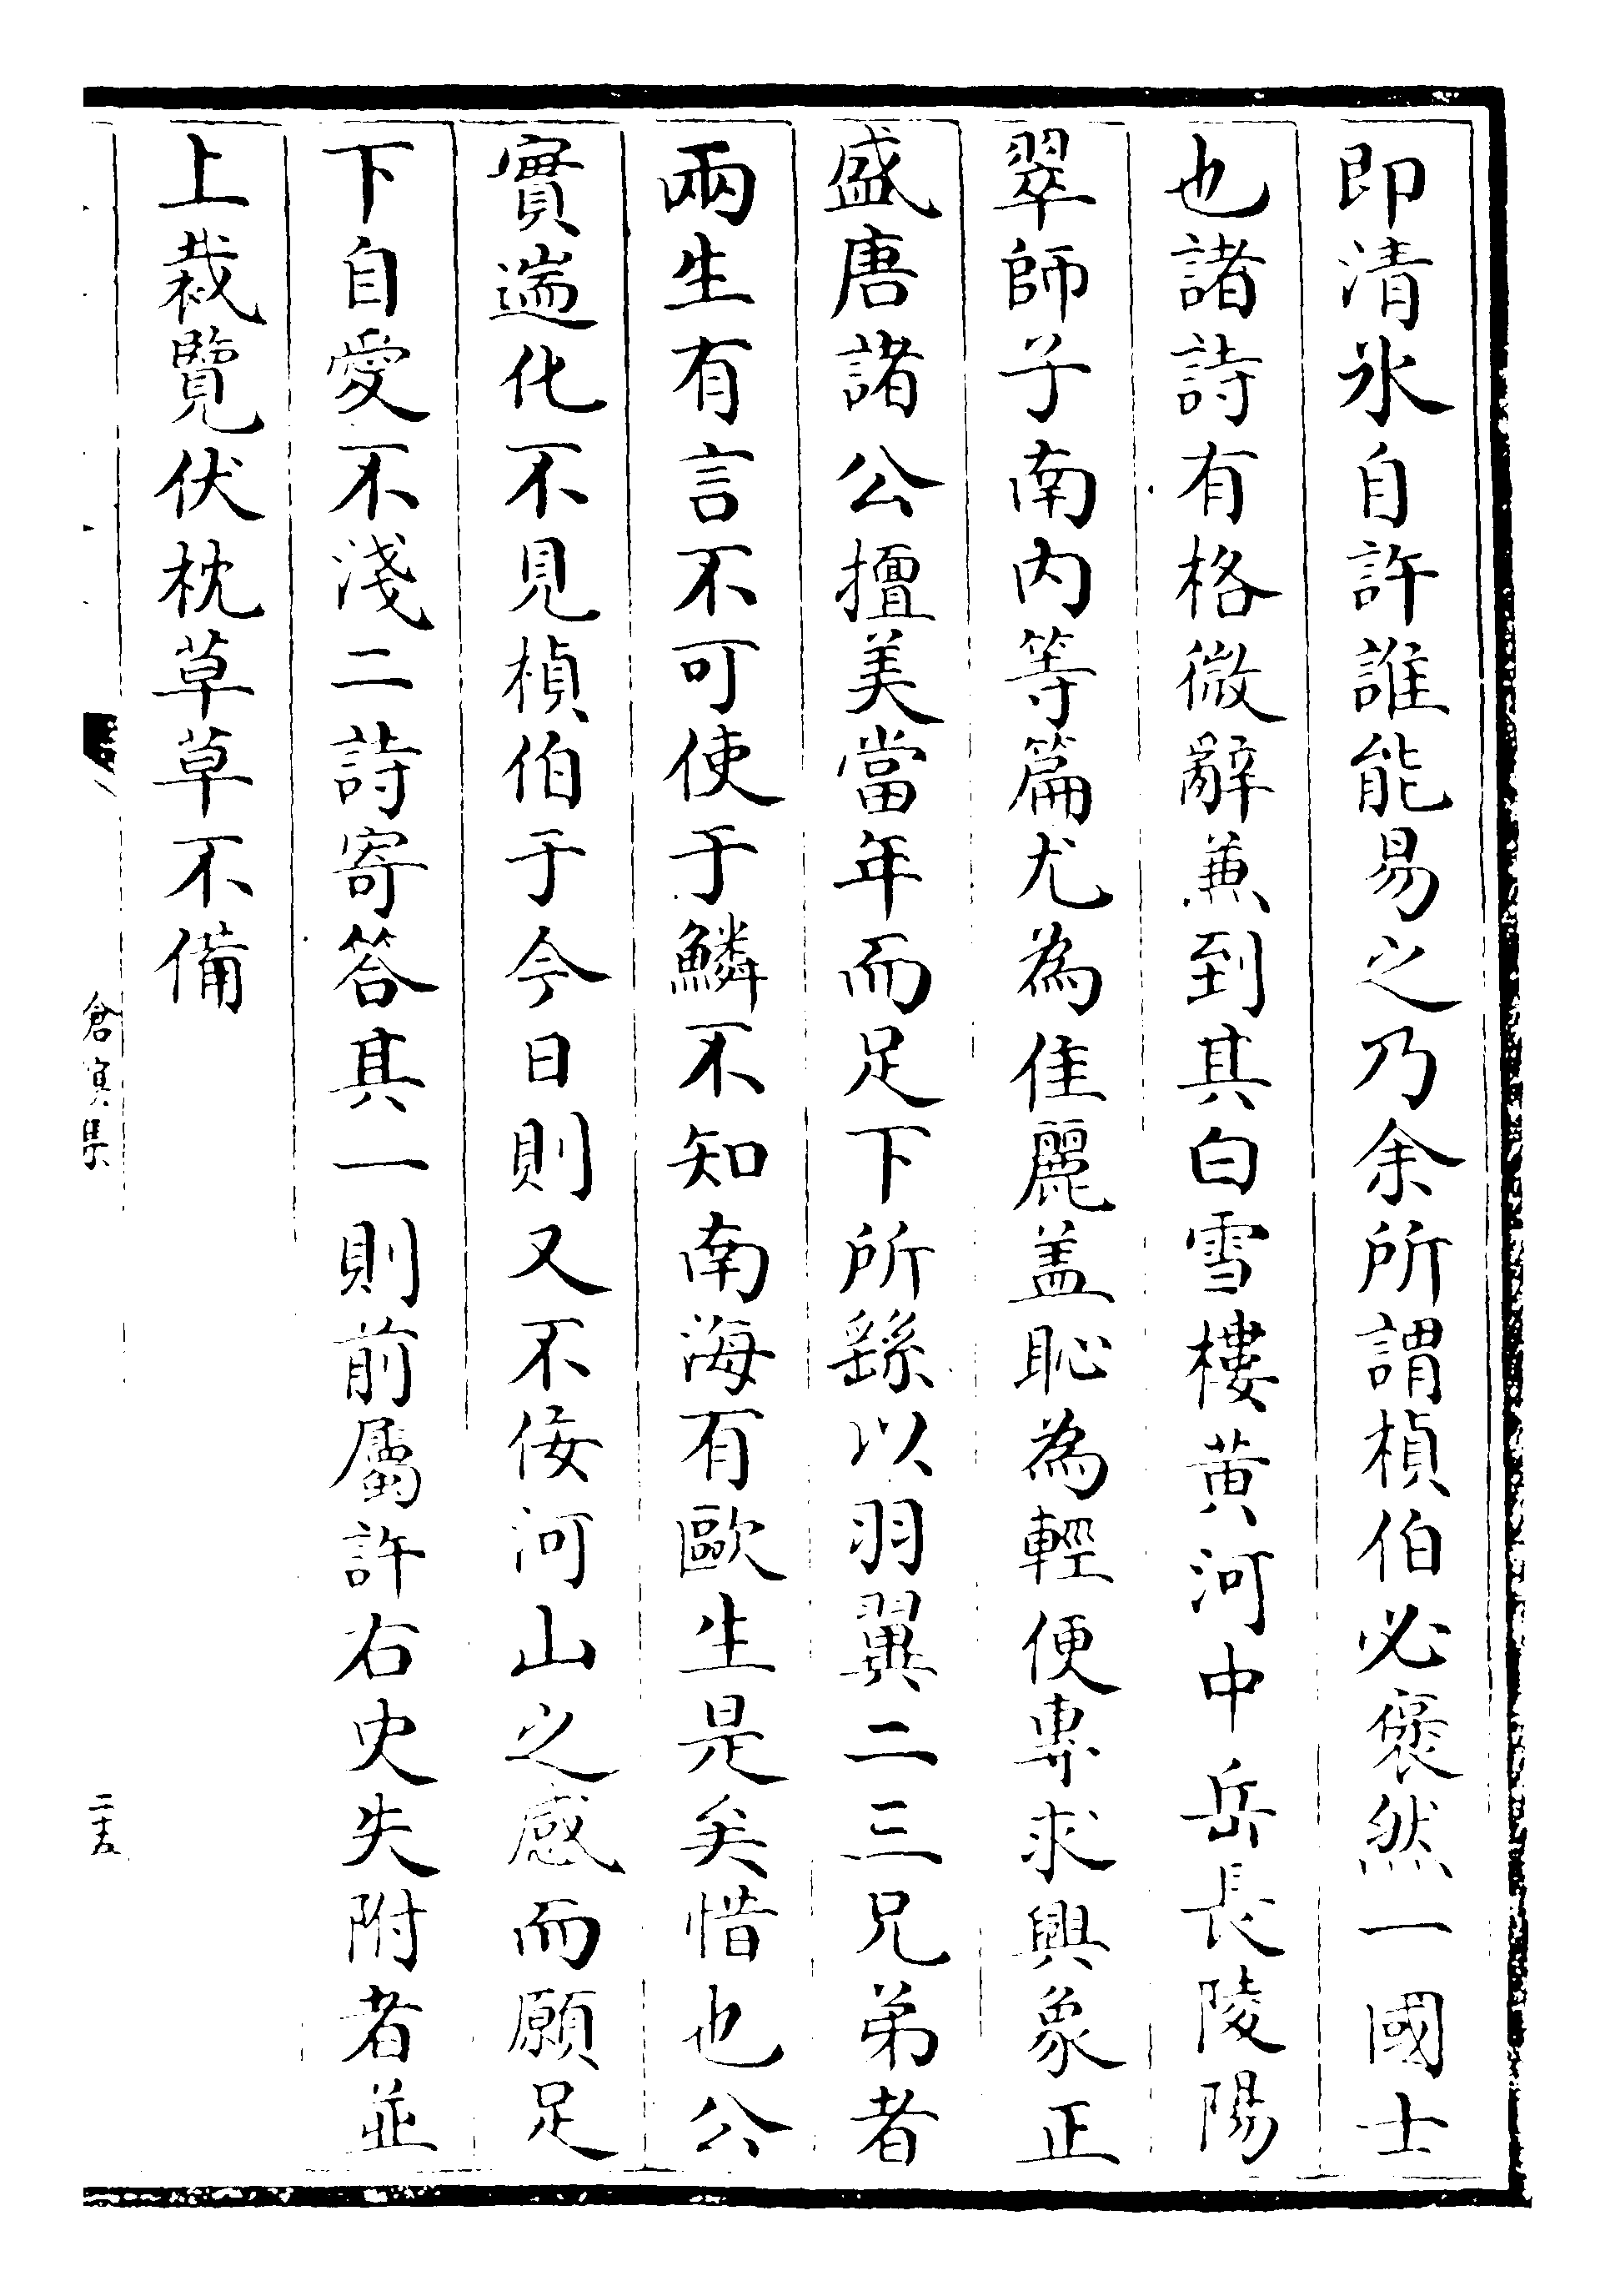 即清氷自許誰能易之乃余所謂楨伯必褎然一國士
也諸詩有格微辭兼到其白雪樓黃河中岳長陵陽
翠師子南內等篇尤為佳麗盖恥為輕便專求興象正
盛唐諸公擅美當年而足下所繇以羽翼二三兄弟者
兩生有言不可使于鱗不知南海有歐生是矣惜也公
實遄化不見楨伯于今日則又不佞河山之感而願足
下自愛不淺二詩寄答其一則前屬許右史失附者並
上裁覽伏枕草草不備
倉溟集